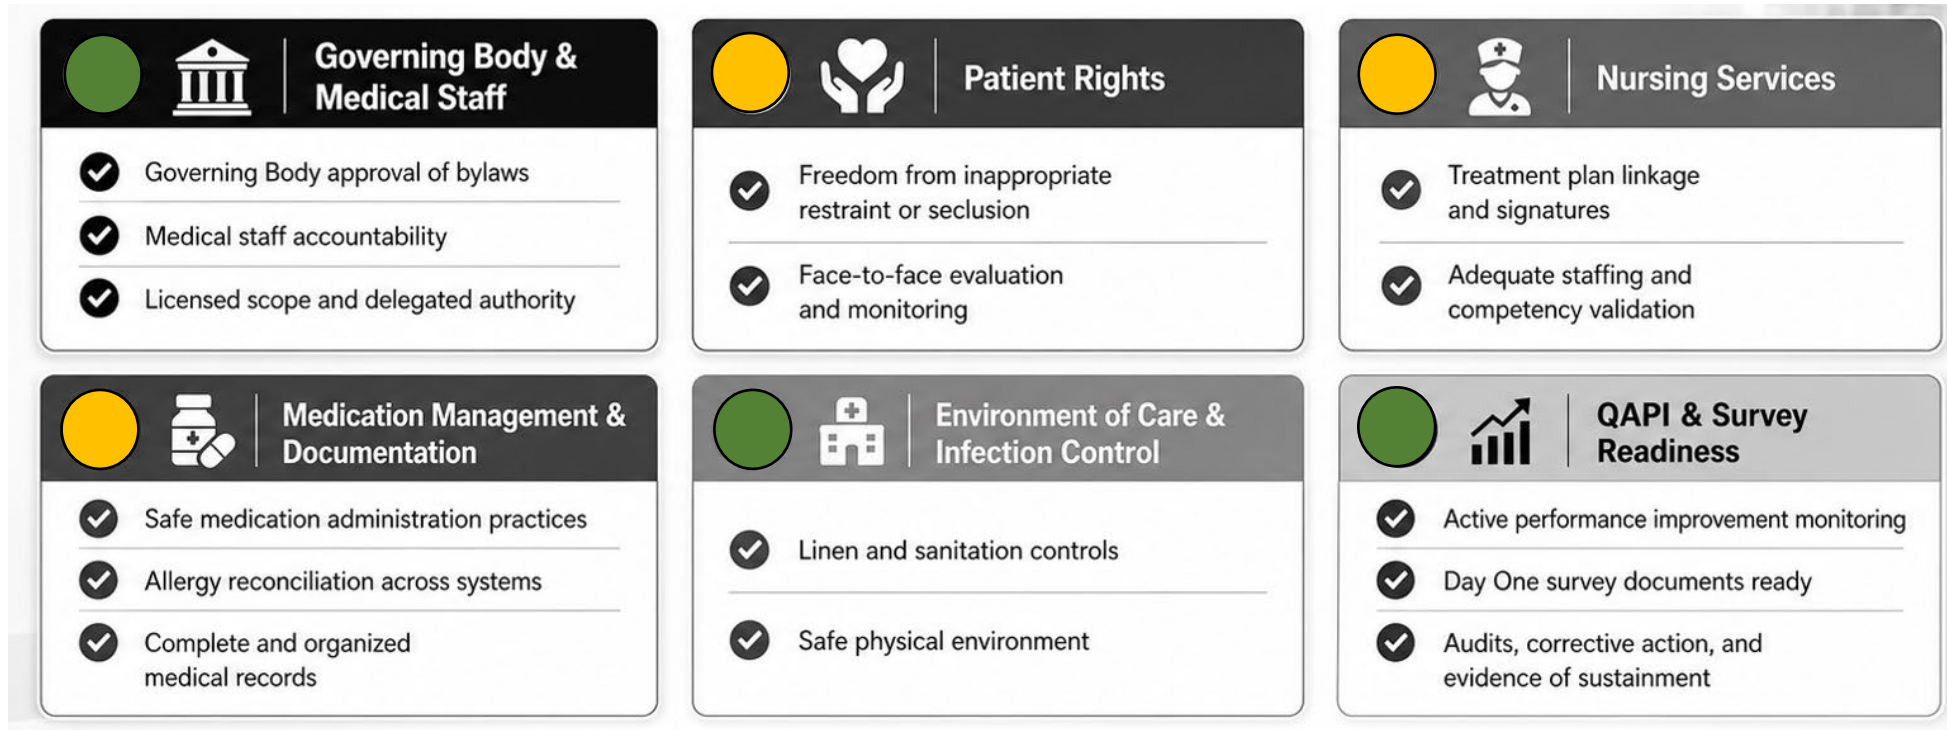 Governing Body &
Medical Staff
Governing Body approval of bylaws
Medical staff accountability
Licensed scope and delegated authority
Patient Rights
Freedom from inappropriate
restraint or seclusion
Face-to-face evaluation
and monitoring
Nursing Services
Treatment plan linkage
and signatures
Adequate staffing and
competency validation
Medication Management &
Documentation
Safe medication administration practices
Allergy reconciliation across systems
Complete and organized
medical records
Environment of Care &
Infection Control
Linen and sanitation controls
Safe physical environment
QAPI & Survey
Readiness
Active performance improvement monitoring
Day One survey documents ready
Audits, corrective action, and
evidence of sustainment